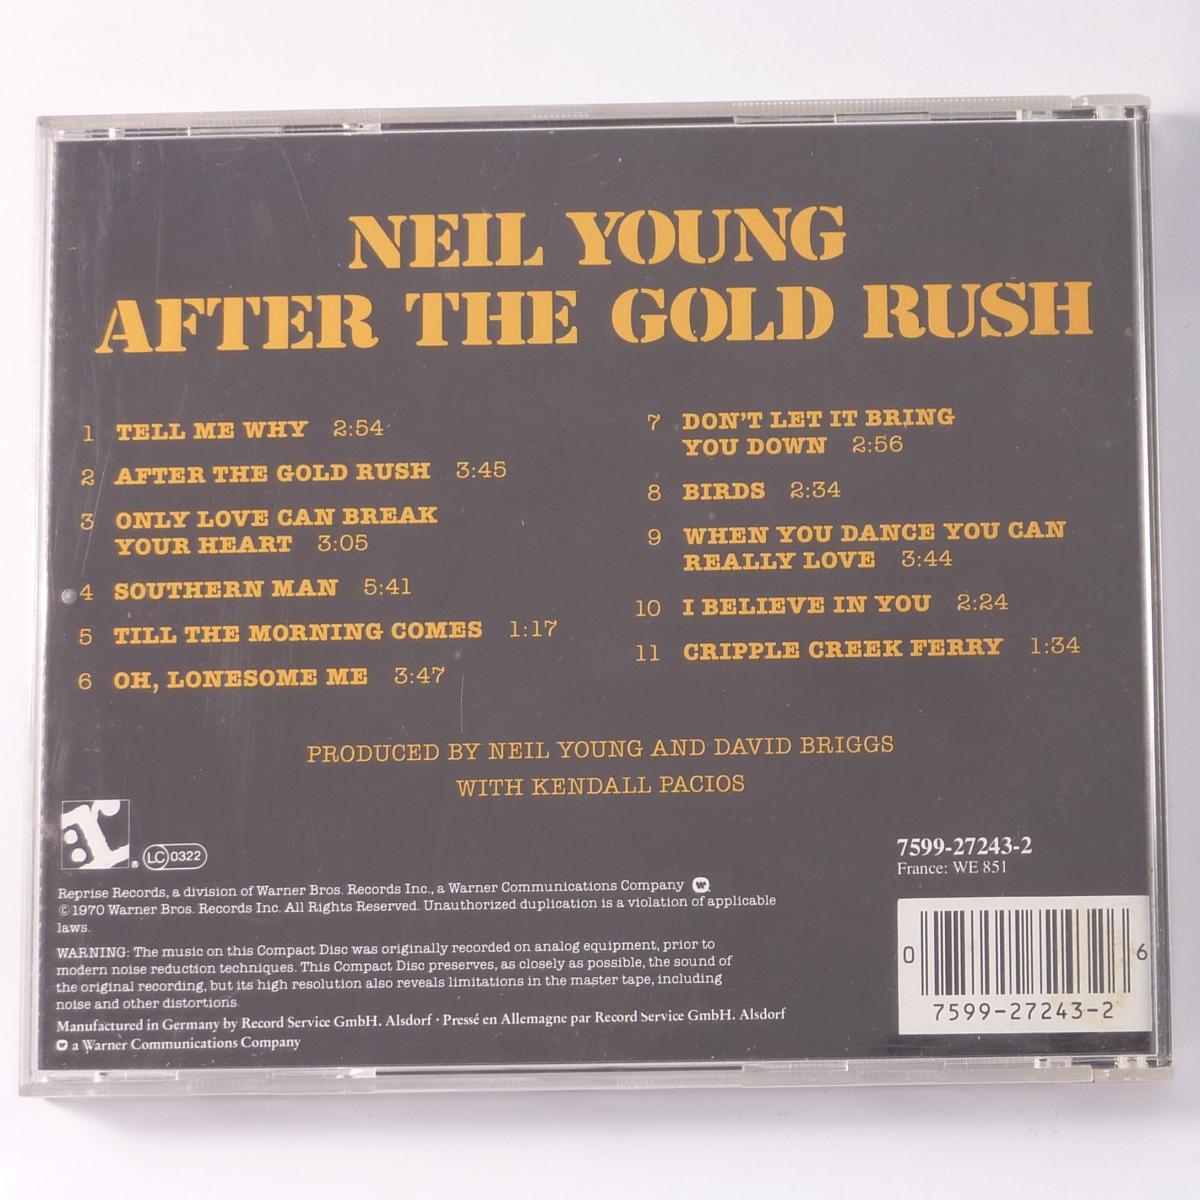 NEIL YOUNG
AFTER THE GOLD RUSH
1 TELL ME WHY 2:54
2 AFTER THE GOLD RUSH 3:45
3 ONLY LOVE CAN BREAK
YOUR HEART 3:05
4 SOUTHERN MAN 5:41
5 TILL THE MORNING COMES 1:17
6 OH, LONESOME ME 3:47
7 DON'T LET IT BRING
YOU DOWN 2:56
8 BIRDS 2:34
9 WHEN YOU DANCE YOU CAN
REALLY LOVE 3:44
10 I BELIEVE IN YOU 2:24
11 CRIPPLE CREEK FERRY 1:34
PRODUCED BY NEIL YOUNG AND DAVID BRIGGS
WITH KENDALL PACIOS
:r ® LC 0322
Reprise Records, a division of Warner Bros. Records Inc., a Warner Communications Company
© 1970 Warner Bros. Records Inc. All Rights Reserved. Unauthorized duplication is a violation of applicable
laws.
WARNING: The music on this Compact Disc was originally recorded on analog equipment, prior to
modern noise reduction techniques. This Compact Disc preserves, as closely as possible, the sound of
the original recording, but its high resolution also reveals limitations in the master tape, including
noise and other distortions.
Manufactured in Germany by Record Service GmbH. Alsdorf · Pressé en Allemagne par Record Service GmbH. Alsdorf
a Warner Communications Company
7599-27243-2
France: WE 851
0 6
7599-27243-2